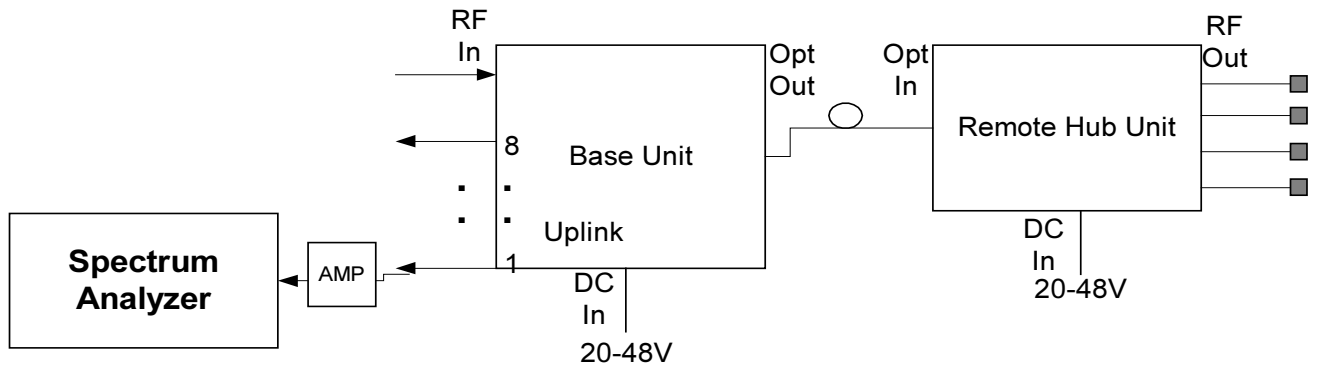 RF
In
Opt
Out
Opt
In
RF
Out
8
Base Unit
Remote Hub Unit
Uplink
1
Spectrum
Analyzer
AMP
DC
In
20-48V
DC
In
20-48V